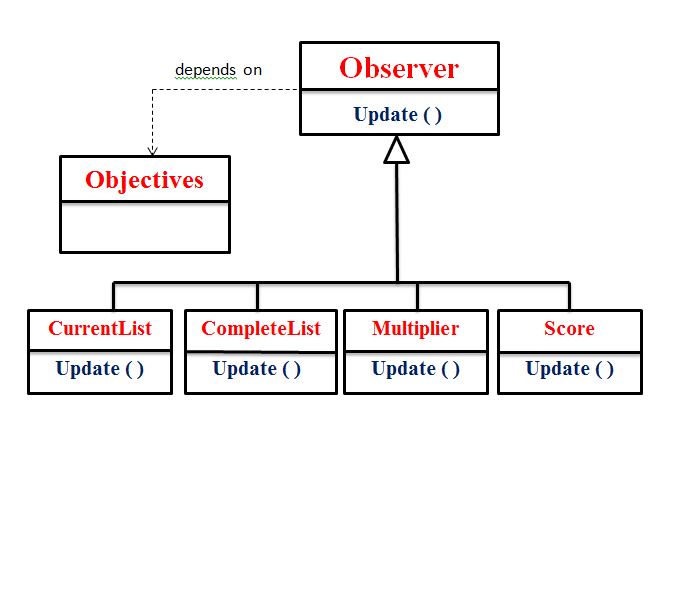 depends on
Observer
Update ( )
Objectives
CurrentList
Update ( )
CompleteList
Update ( )
Multiplier
Update ( )
Score
Update ( )